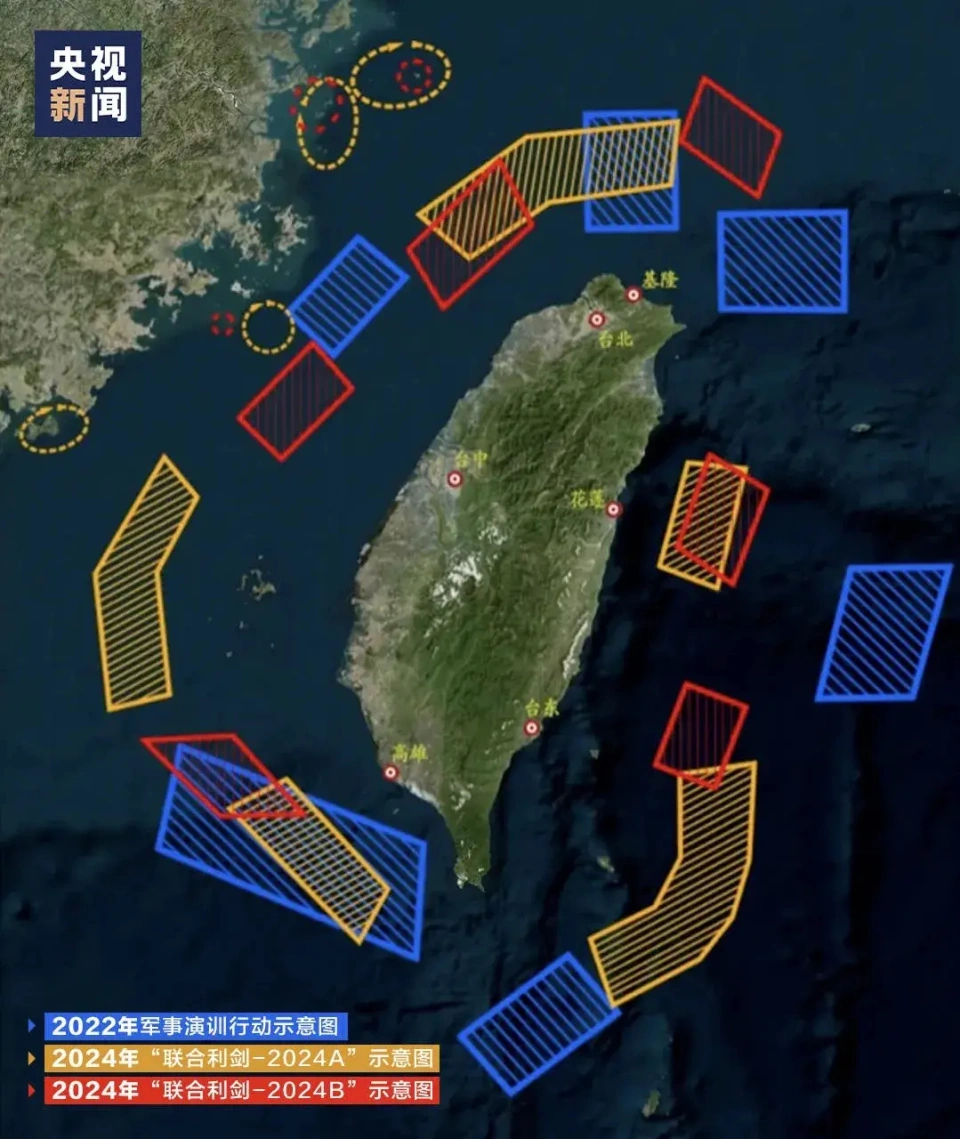 央视
新闻
基隆
台北
台中
花莲
台东
高雄
2022年军事演训行动示意图
2024年“联合利剑-2024A”示意图
2024年“联合利剑-2024B”示意图